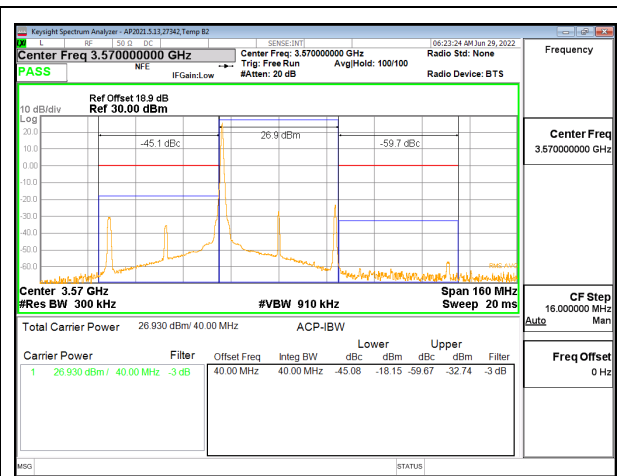 Keysight Spectrum Analyzer - AP2021.5.13,27342,Temp B2
LXI L RF 50 Ω DC SENSE:INT 06:23:24 AM Jun 29, 2022
Center Freq 3.570000000 GHz
Center Freq: 3.570000000 GHz
Radio Std: None
PASS
NFE
IFGain:Low
Trig: Free Run
Avg|Hold: 100/100
#Atten: 20 dB
Radio Device: BTS
Frequency
Ref Offset 18.9 dB
10 dB/div Ref 30.00 dBm
Log
20.0
10.0
0.00
-10.0
-20.0
-30.0
-40.0
-50.0
-60.0
-45.1 dBc
26.9 dBm
-59.7 dBc
Center Freq
3.570000000 GHz
Center 3.57 GHz
Span 160 MHz
#Res BW 300 kHz
#VBW 910 kHz
Sweep 20 ms
CF Step
16.000000 MHz
Auto Man
Total Carrier Power 26.930 dBm/ 40.00 MHz ACP-IBW
Lower Upper
Carrier Power Filter Offset Freq Integ BW dBc dBm dBc dBm Filter
1 26.930 dBm / 40.00 MHz -3 dB 40.00 MHz 40.00 MHz -45.08 -18.15 -59.67 -32.74 -3 dB
Freq Offset
0 Hz
MSG STATUS